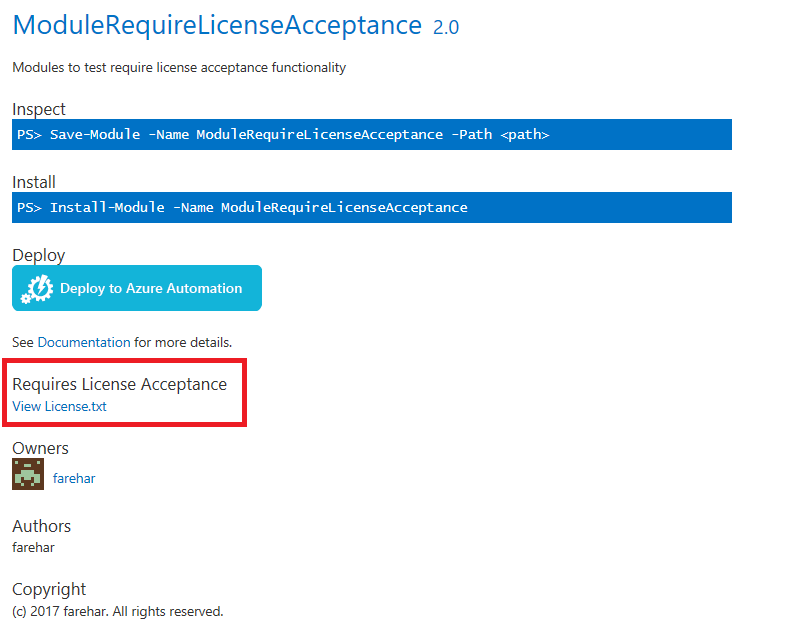 ModuleRequireLicenseAcceptance 2.0
Modules to test require license acceptance functionality
Inspect
PS> Save-Module -Name ModuleRequireLicenseAcceptance -Path <path>
Install
PS> Install-Module -Name ModuleRequireLicenseAcceptance
Deploy
Deploy to Azure Automation
See Documentation for more details.
Requires License Acceptance
View License.txt
Owners
farehar
Authors
farehar
Copyright
(c) 2017 farehar. All rights reserved.